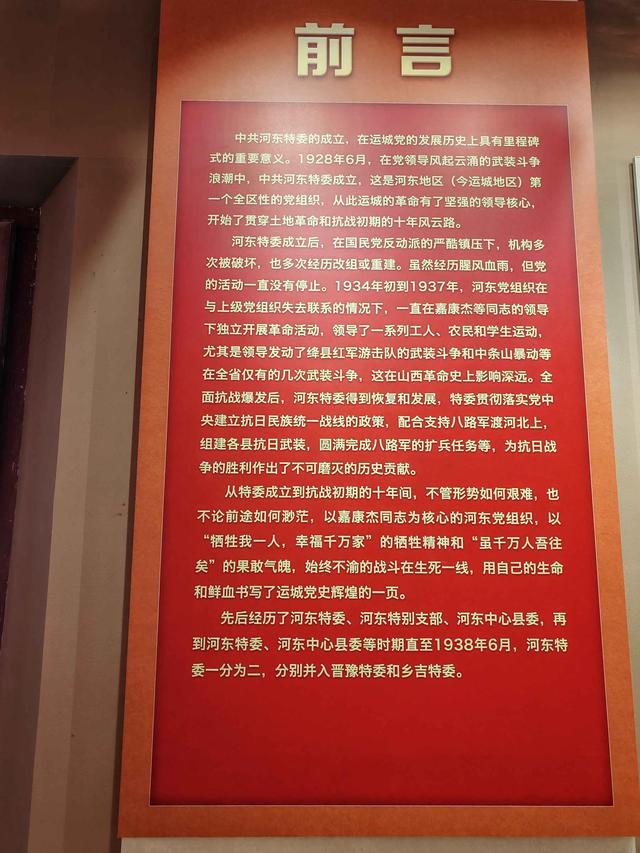 前言
中共河东特委的成立，在运城党的发展历史上具有里程碑
式的重要意义。1928年6月，在党领导风起云涌的武装斗争
浪潮中，中共河东特委成立，这是河东地区（今运城地区）第
一个全区性的党组织，从此运城的革命有了坚强的领导核心，
开始了贯穿土地革命和抗战初期的十年风云路。
河东特委成立后，在国民党反动派的严酷镇压下，机构多
次被破坏，也多次经历改组或重建。虽然经历腥风血雨，但党
的活动一直没有停止。1934年初到1937年，河东党组织在
与上级党组织失去联系的情况下，一直在嘉康杰等同志的领导
下独立开展革命活动，领导了一系列工人、农民和学生运动，
尤其是领导发动了绛县红军游击队的武装斗争和中条山暴动等
在全省仅有的几次武装斗争，这在山西革命史上影响深远。全
面抗战爆发后，河东特委得到恢复和发展，特委贯彻落实党中
央建立抗日民族统一战线的政策，配合支持八路军渡河北上，
组建各县抗日武装，圆满完成八路军的扩兵任务等，为抗日战
争的胜利作出了不可磨灭的历史贡献。
从特委成立到抗战初期的十年间，不管形势如何艰难，也
不论前途如何渺茫，以嘉康杰同志为核心的河东党组织，以
“牺牲我一人，幸福千万家”的牺牲精神和“虽千万人吾往
矣”的果敢气魄，始终不渝的战斗在生死一线，用自己的生命
和鲜血书写了运城党史辉煌的一页。
先后经历了河东特委、河东特别支部、河东中心县委，再
到河东特委、河东中心县委等时期直至1938年6月，河东特
委一分为二，分别并入晋豫特委和乡吉特委。